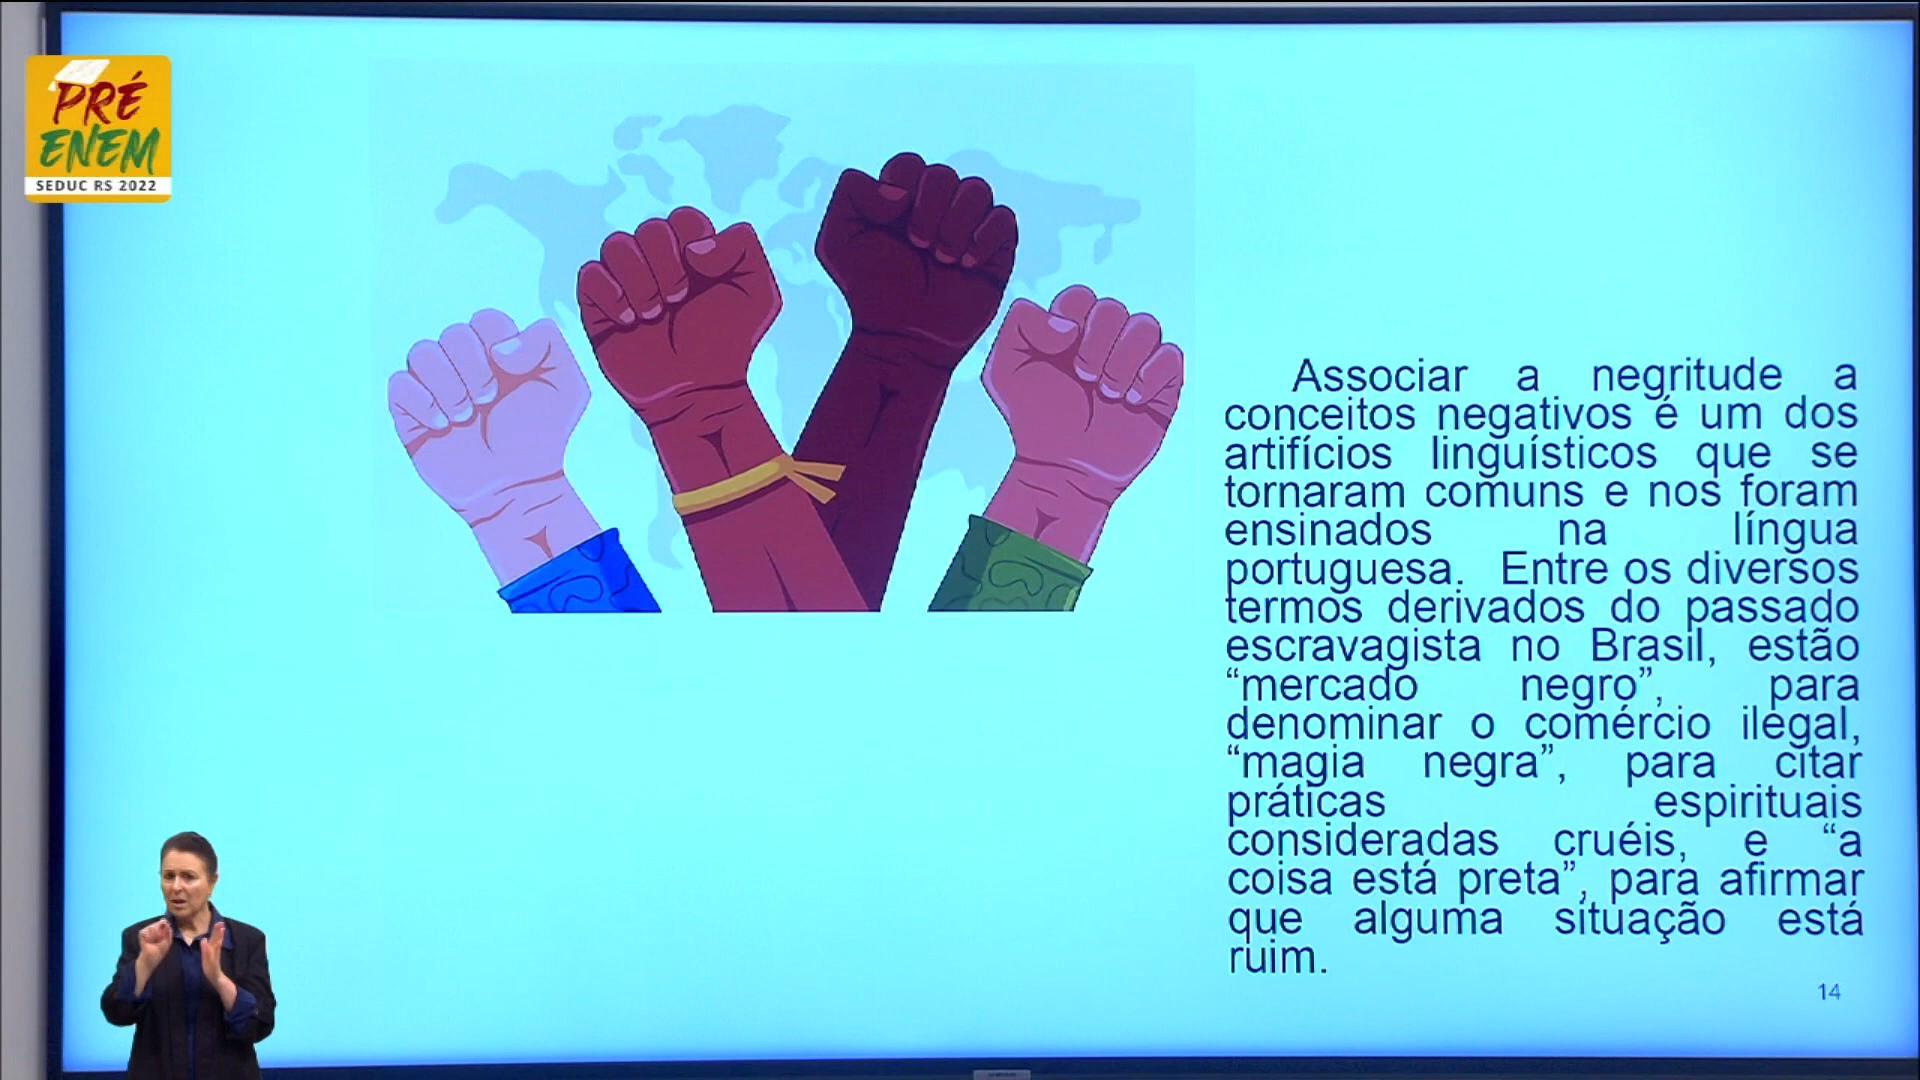 PRÉ
ENEM
SEDUC RS 2022
Associar a negritude a
conceitos negativos é um dos
artifícios linguísticos que se
tornaram comuns e nos foram
ensinados na língua
portuguesa. Entre os diversos
termos derivados do passado
escravagista no Brasil, estão
“mercado negro”, para
denominar o comércio ilegal,
“magia negra”, para citar
práticas espirituais
consideradas cruéis, e “a
coisa está preta”, para afirmar
que alguma situação está
ruim.
14